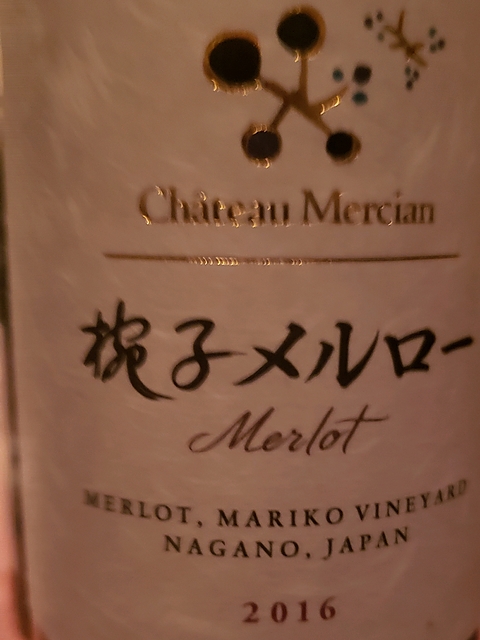 Château Mercian
椀子メルロー
Merlot
MERLOT, MARIKO VINEYARD
NAGANO, JAPAN
2016